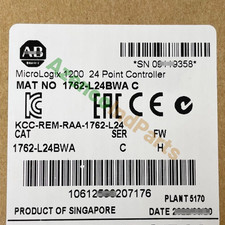 AB
*SN 09
9358*
MicroLogix 1200 24 Point Controller
MAT NO 1762-L24BWA C
KCC-REM-RAA-1762-L24
CAT SER FW
1762-L24BWA C H
PLANT 5170
PRODUCT OF SINGAPORE
DATE